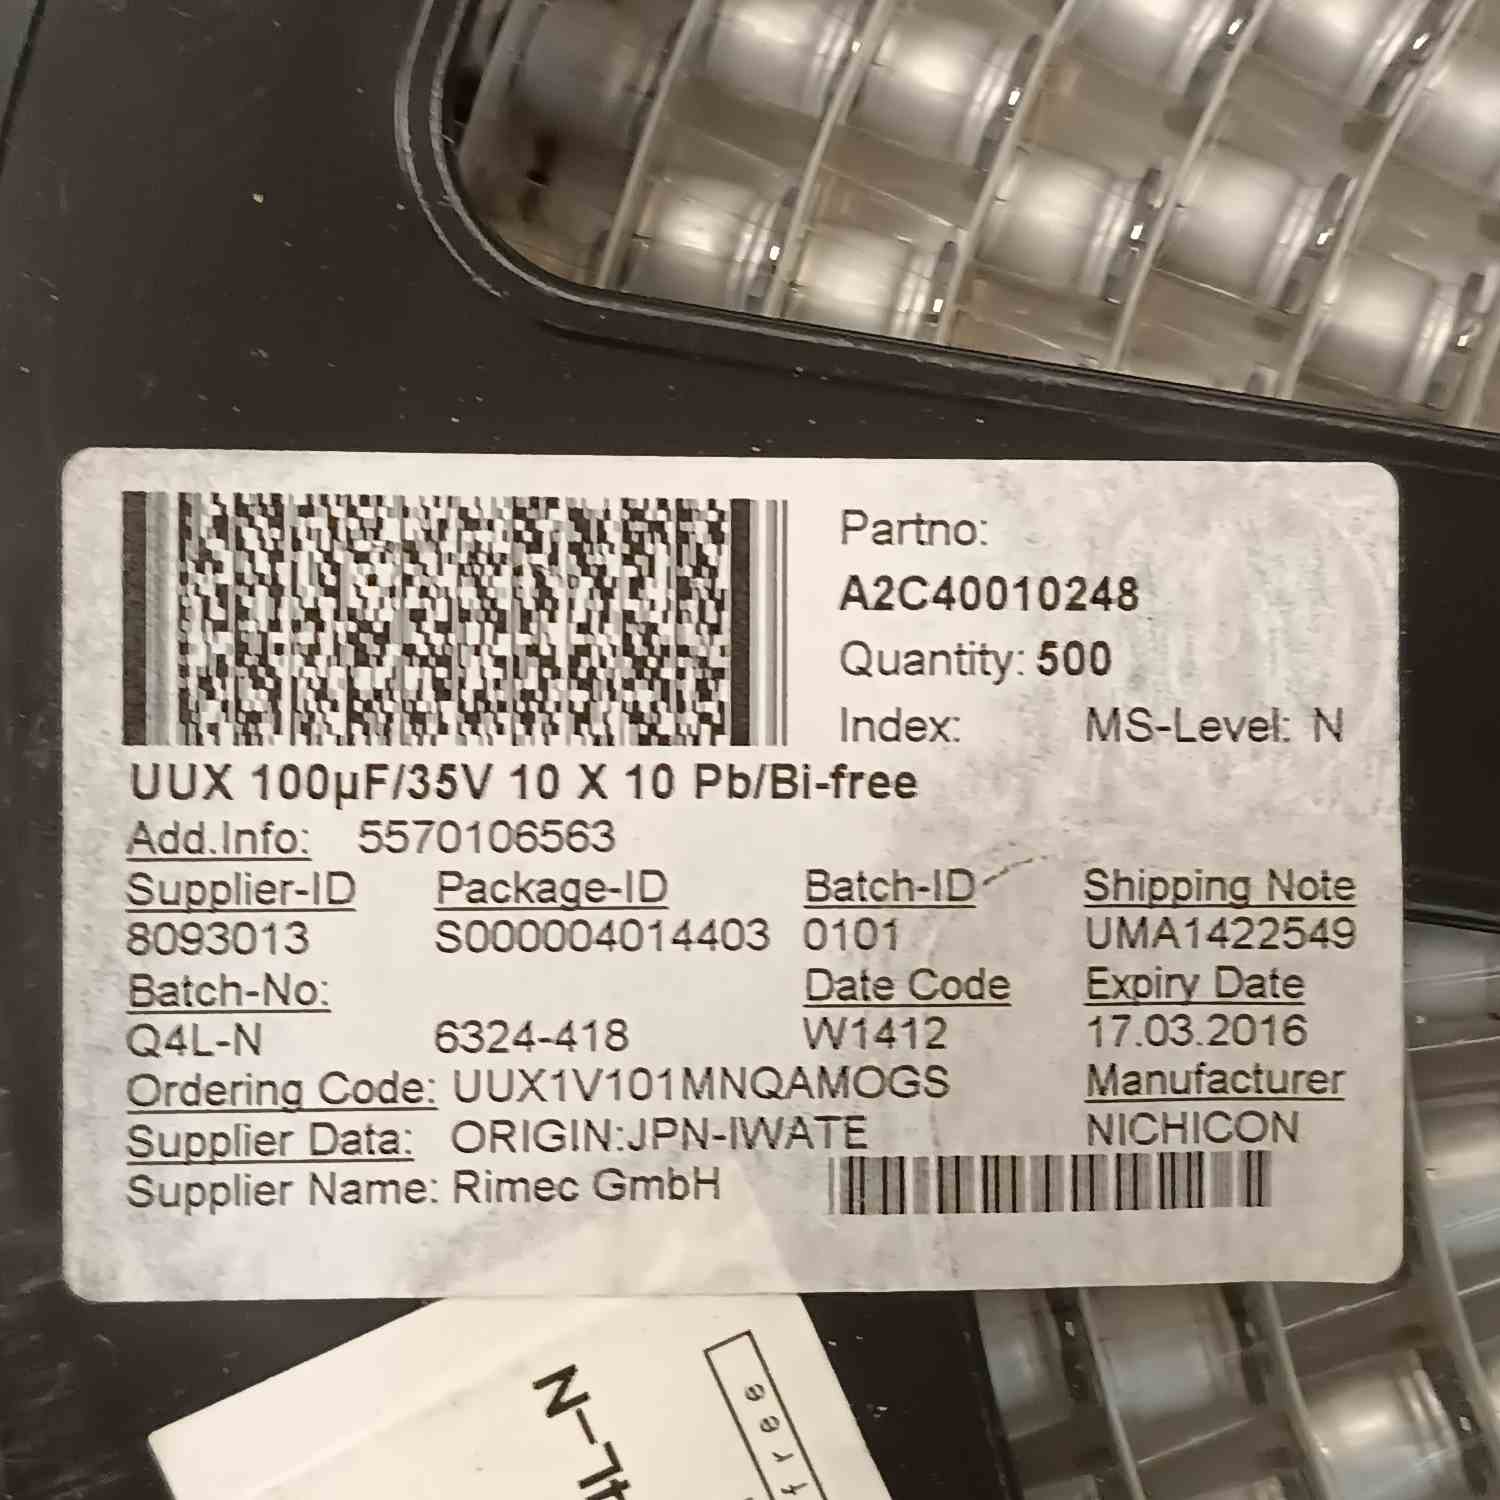 Partno:
A2C40010248
Quantity: 500
Index: MS-Level: N
UUX 100µF/35V 10 X 10 Pb/Bi-free
Add.Info: 5570106563
Supplier-ID Package-ID Batch-ID Shipping Note
8093013 S000004014403 0101 UMA1422549
Batch-No: Date Code Expiry Date
Q4L-N 6324-418 W1412 17.03.2016
Ordering Code: UUX1V101MNQAMOGS Manufacturer
Supplier Data: ORIGIN:JPN-IWATE NICHICON
Supplier Name: Rimec GmbH
4L-N
free